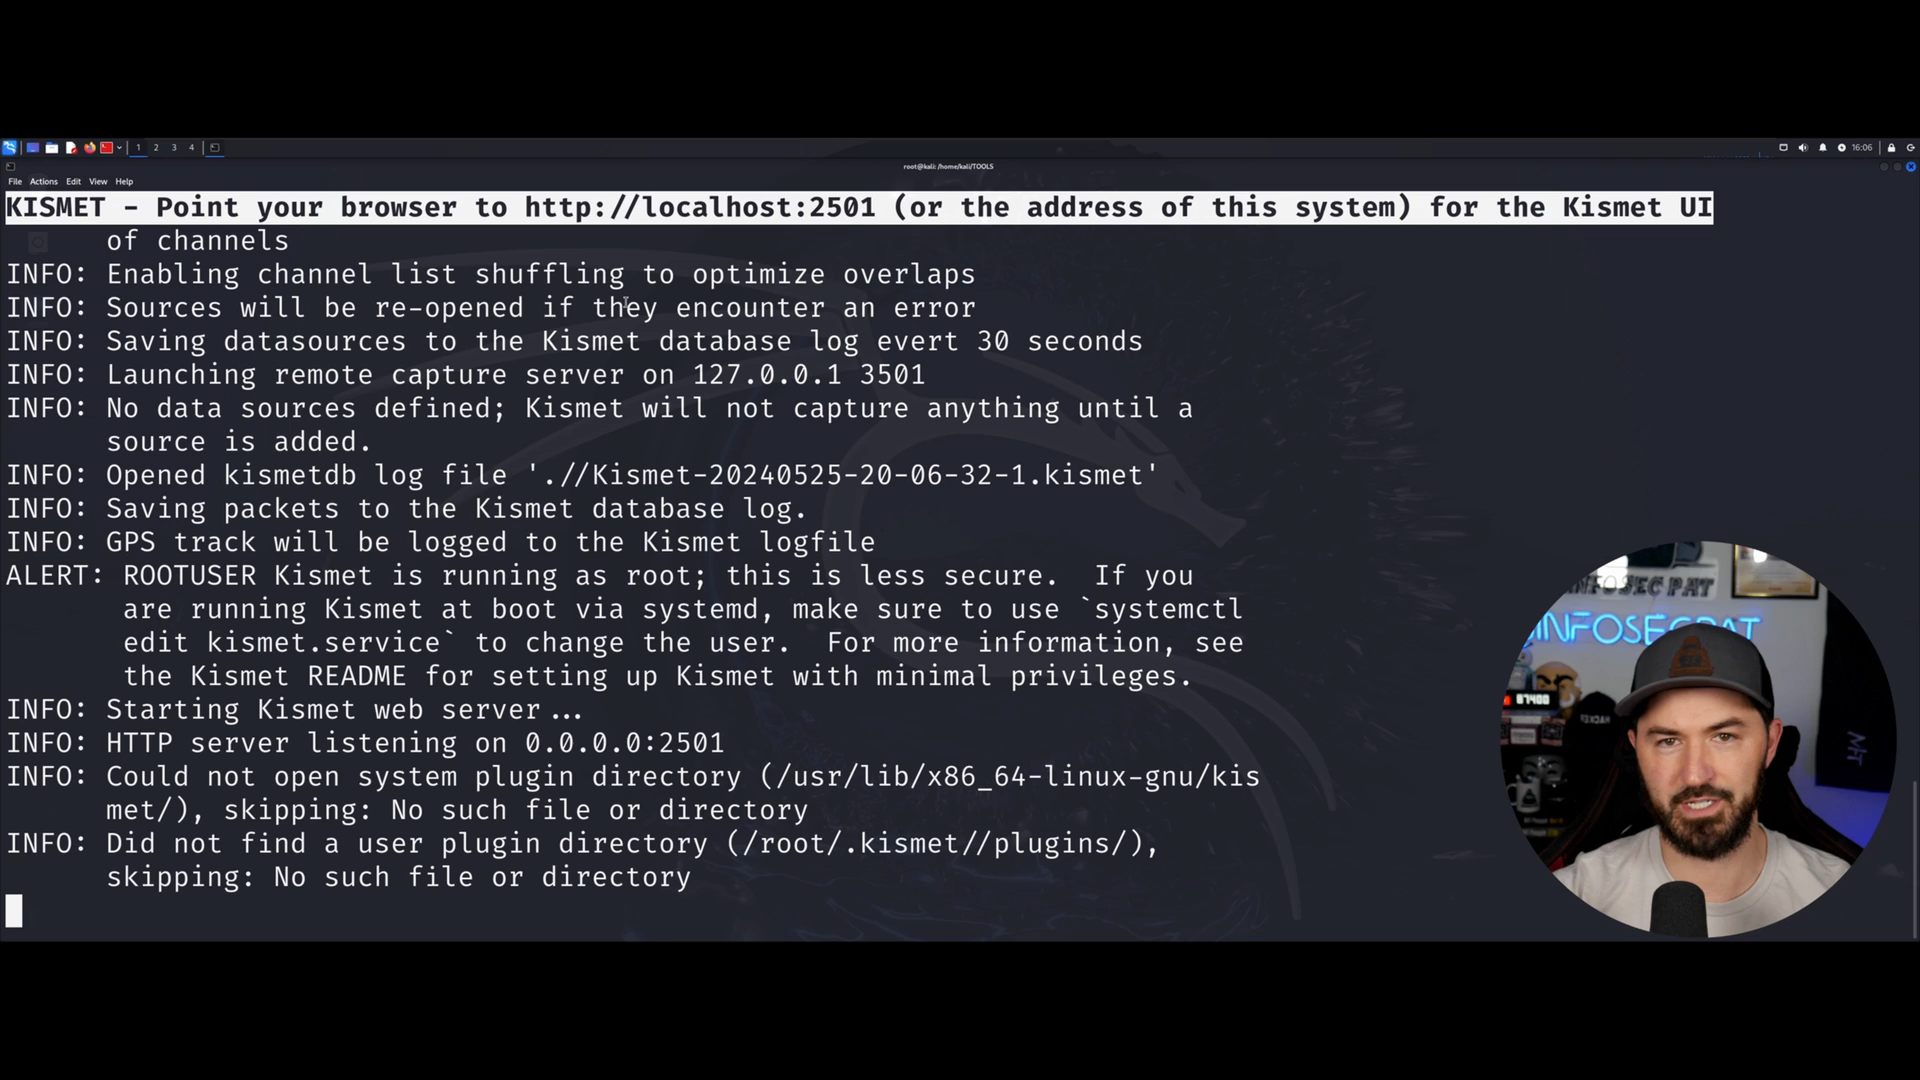 1 2 3 4
16:06
root@kali: /home/kali/TOOLS
File Actions Edit View Help
KISMET - Point your browser to http://localhost:2501 (or the address of this system) for the Kismet UI
of channels
INFO: Enabling channel list shuffling to optimize overlaps
INFO: Sources will be re-opened if they encounter an error
INFO: Saving datasources to the Kismet database log evert 30 seconds
INFO: Launching remote capture server on 127.0.0.1 3501
INFO: No data sources defined; Kismet will not capture anything until a
source is added.
INFO: Opened kismetdb log file './/Kismet-20240525-20-06-32-1.kismet'
INFO: Saving packets to the Kismet database log.
INFO: GPS track will be logged to the Kismet logfile
ALERT: ROOTUSER Kismet is running as root; this is less secure.  If you
are running Kismet at boot via systemd, make sure to use `systemctl
edit kismet.service` to change the user.  For more information, see
the Kismet README for setting up Kismet with minimal privileges.
INFO: Starting Kismet web server...
INFO: HTTP server listening on 0.0.0.0:2501
INFO: Could not open system plugin directory (/usr/lib/x86_64-linux-gnu/kis
met/), skipping: No such file or directory
INFO: Did not find a user plugin directory (/root/.kismet//plugins/),
skipping: No such file or directory
INFOSEC PAT
INFOSECPAT
67400